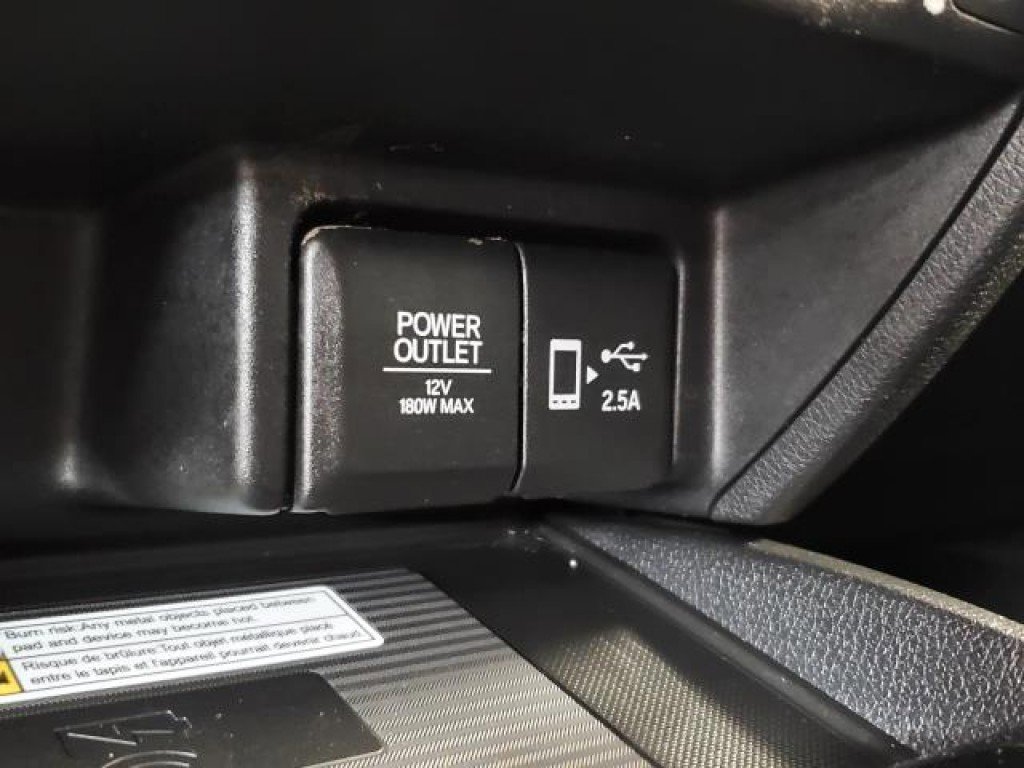 POWER
OUTLET
12V
180W MAX
2.5A
Burn risk.Any metal objects placed between
pad and device may become hot.
Risque de brûlure:Tout objet métallique placé
entre le tapis et l'appareil pourrait devenir chaud.